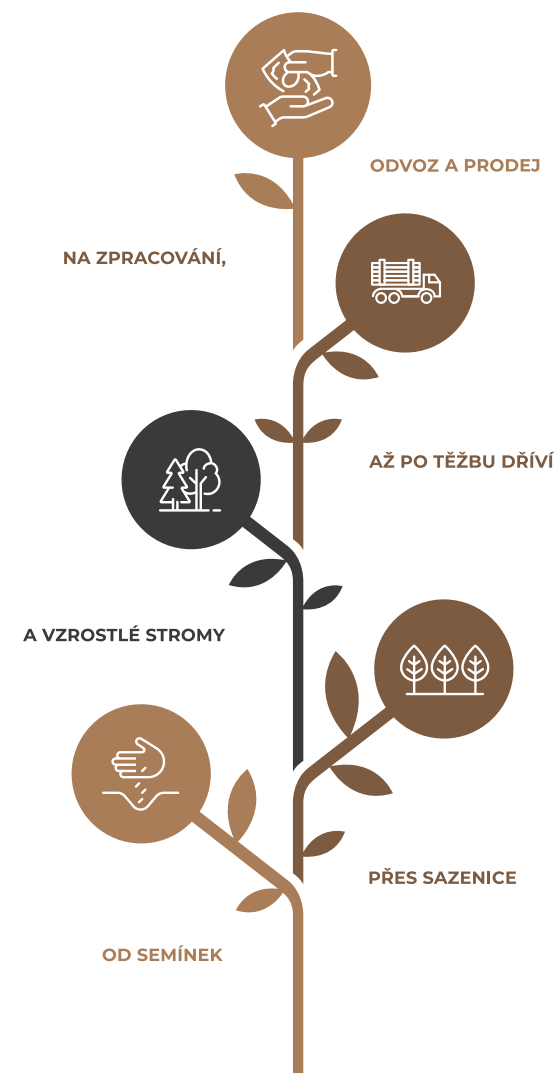 ODVOZ A PRODEJ
NA ZPRACOVÁNÍ,
AŽ PO TĚŽBU DŘÍVÍ
A VZROSTLÉ STROMY
PŘES SAZENICE
OD SEMÍNEK